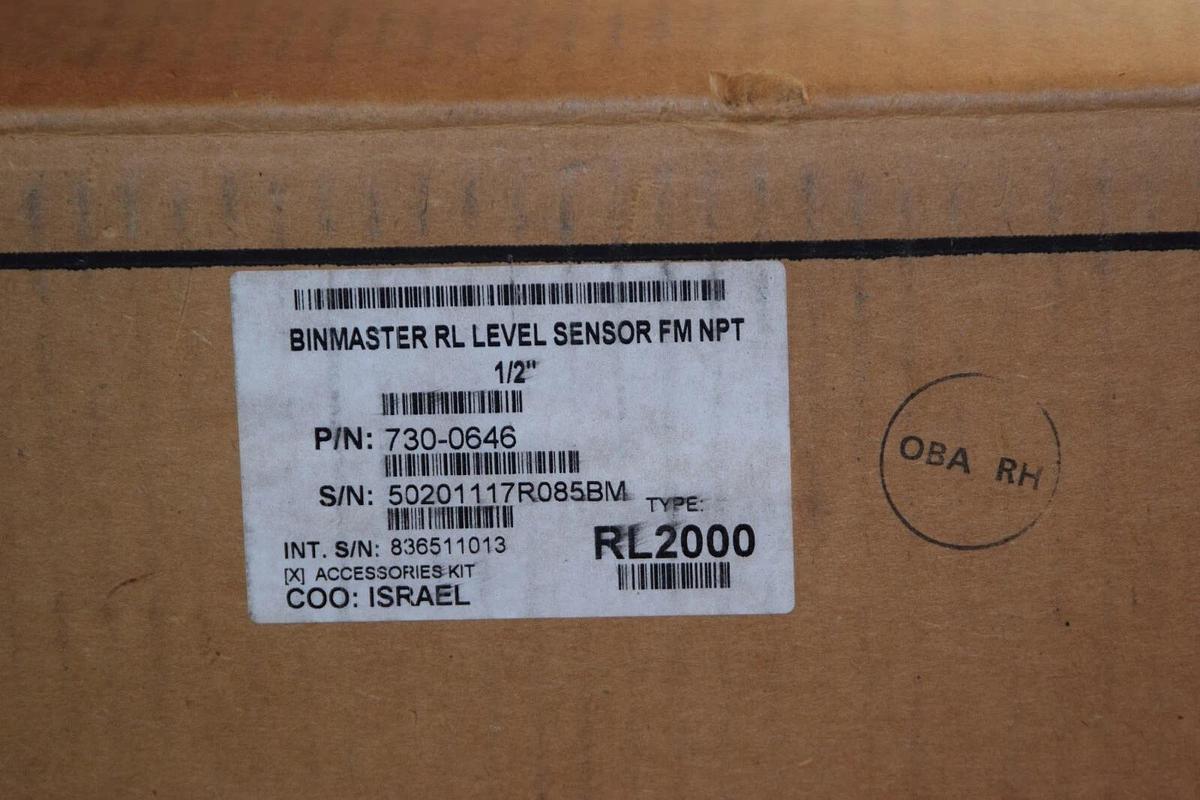 BINMASTER RL LEVEL SENSOR FM NPT
1/2"
P/N: 730-0646
S/N: 50201117R085BM
TYPE:
INT. S/N: 836511013
RL2000
[X] ACCESSORIES KIT
COO: ISRAEL
OBA RH